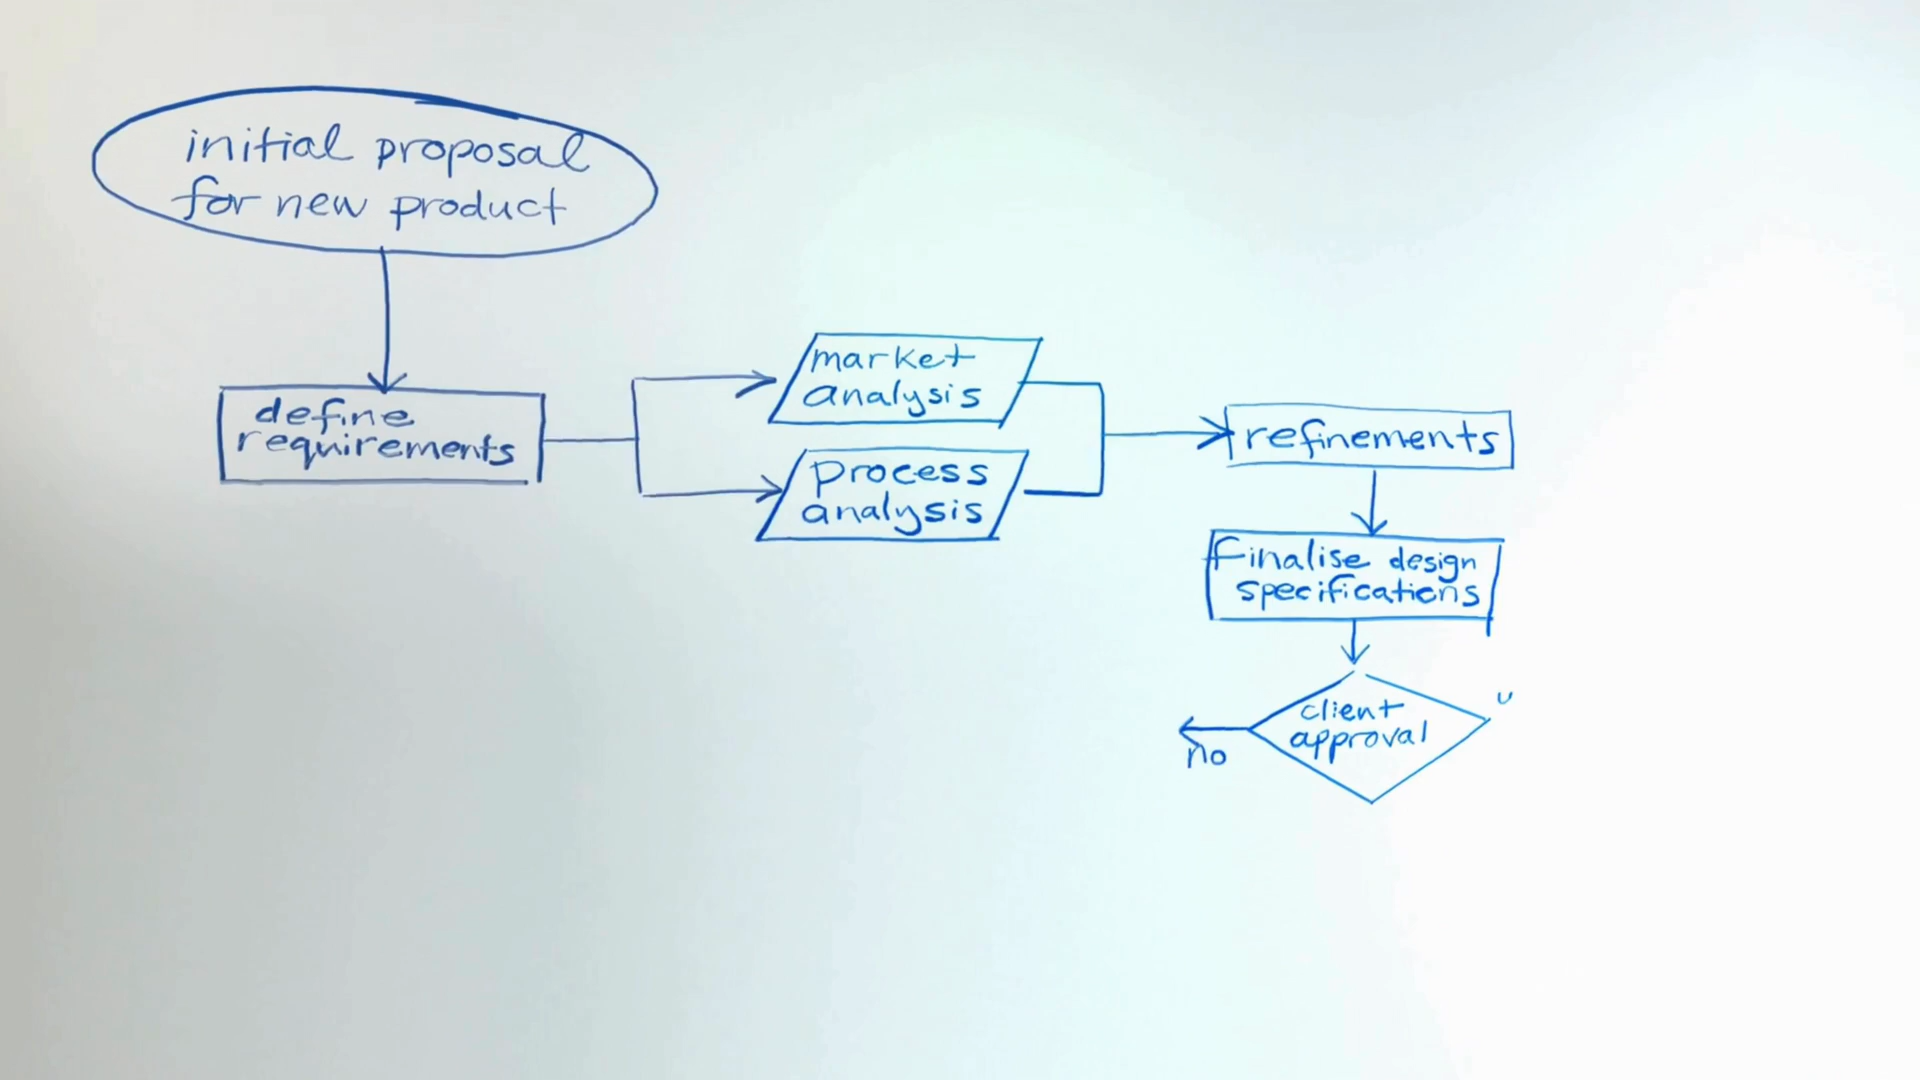 initial proposal
for new product
define
requirements
market
analysis
process
analysis
refinements
finalise design
specifications
client
approval
no